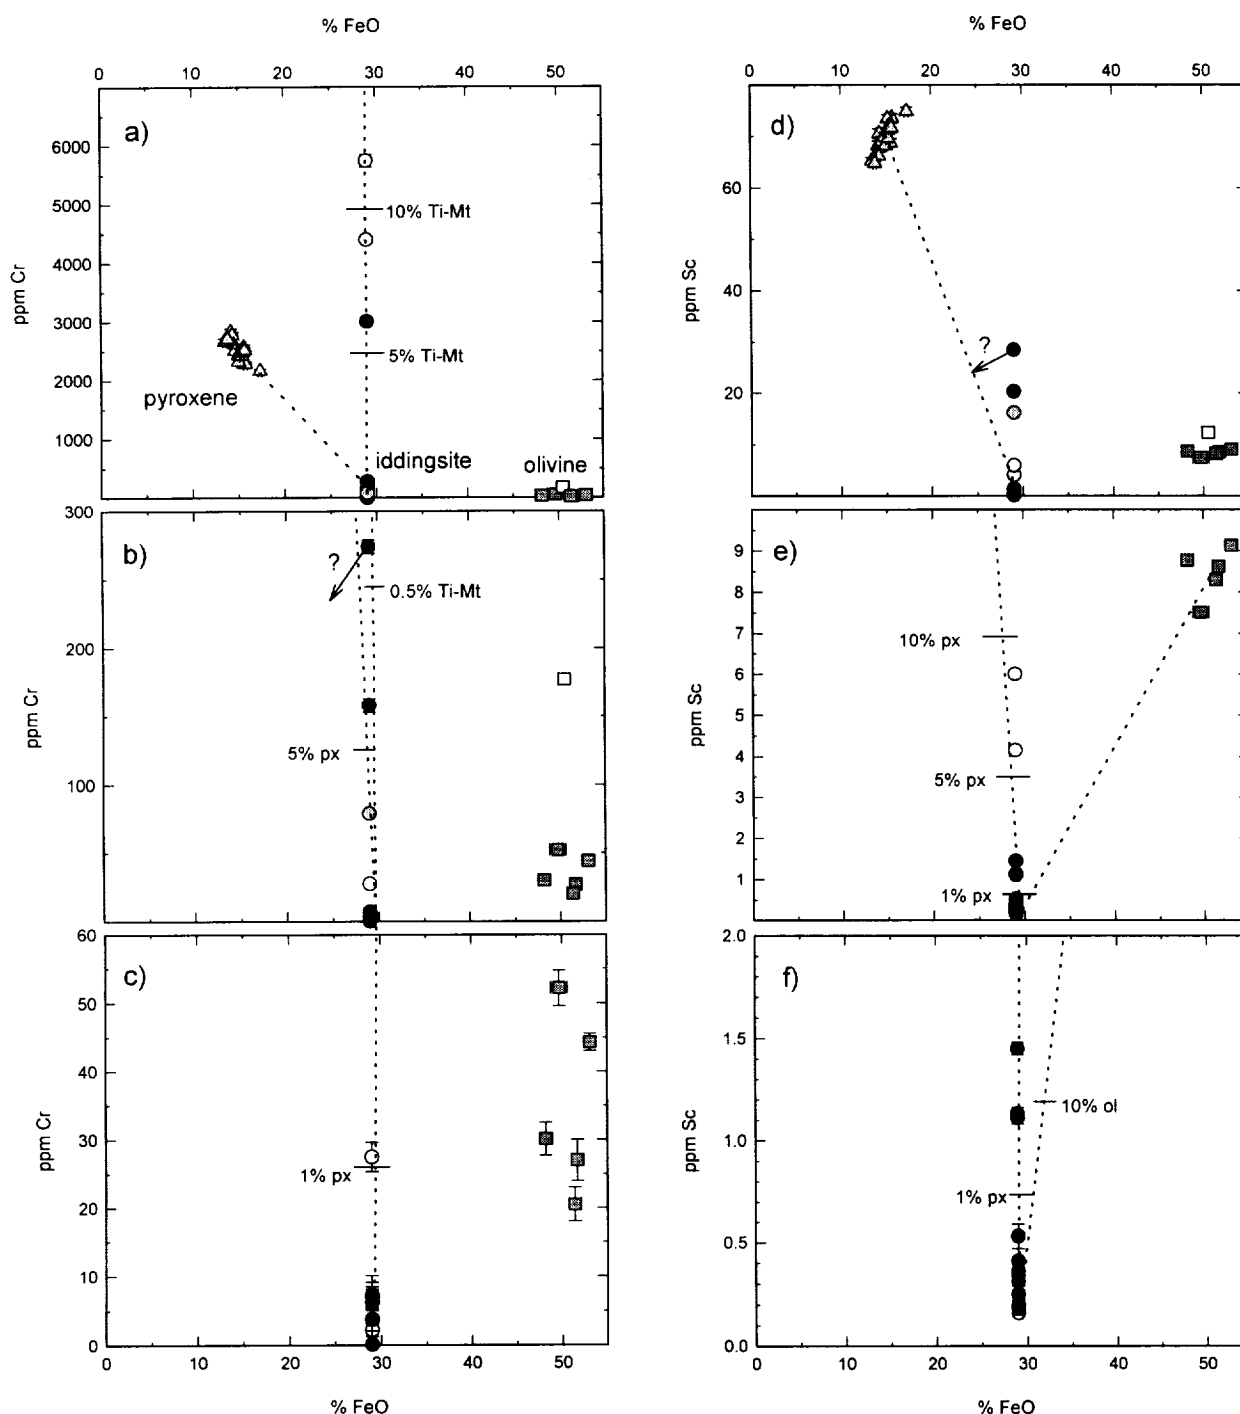 % FeO
0 10 20 30 40 50
a)
6000
5000
4000
3000
2000
1000
0
ppm Cr
10% Ti-Mt
5% Ti-Mt
pyroxene
iddingsite
olivine
b)
300
200
100
ppm Cr
?
0.5% Ti-Mt
5% px
c)
60
50
40
30
20
10
0
ppm Cr
1% px
0 10 20 30 40 50
% FeO
% FeO
0 10 20 30 40 50
d)
60
40
20
ppm Sc
?
e)
9
8
7
6
5
4
3
2
1
ppm Sc
10% px
5% px
1% px
f)
2.0
1.5
1.0
0.5
0.0
ppm Sc
10% ol
1% px
0 10 20 30 40 50
% FeO